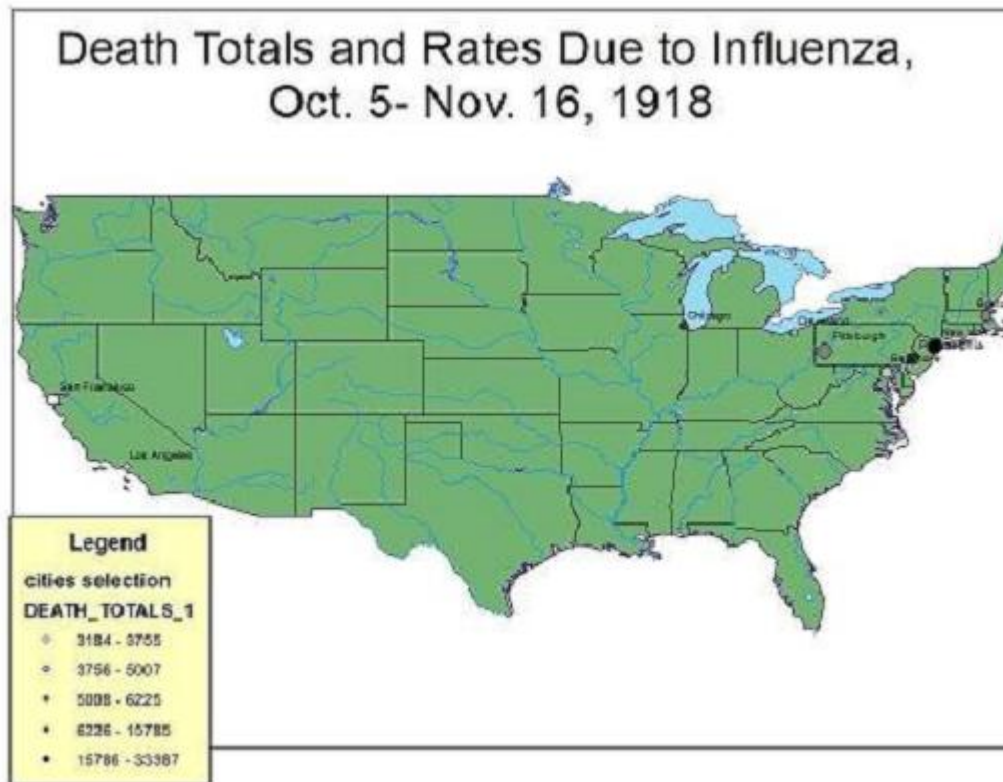 Death Totals and Rates Due to Influenza,
Oct. 5- Nov. 16, 1918
Chicago
Pittsburgh
San Francisco
Los Angeles
Legend
cities selection
DEATH_TOTALS_1
3184 - 3755
3756 - 5007
5008 - 6225
6226 - 15785
15786 - 33387